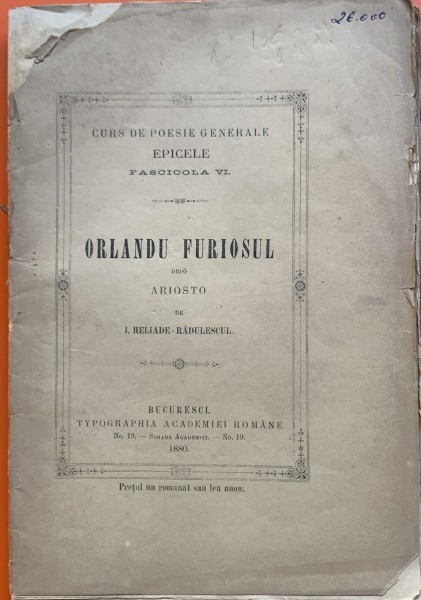 26.000
CURS DE POESIE GENERALE
EPICELE
FASCICOLA VI.
ORLANDU FURIOSUL
DUPŎ
ARIOSTO
DE
I. HELIADE-RĂDULESCUL.
BUCURESCI.
TYPOGRAPHIA ACADEMIEI ROMÂNE
No. 19. — STRADA ACADEMIEI. — No. 19.
1880.
Prețul un romanat sau leu nuou.